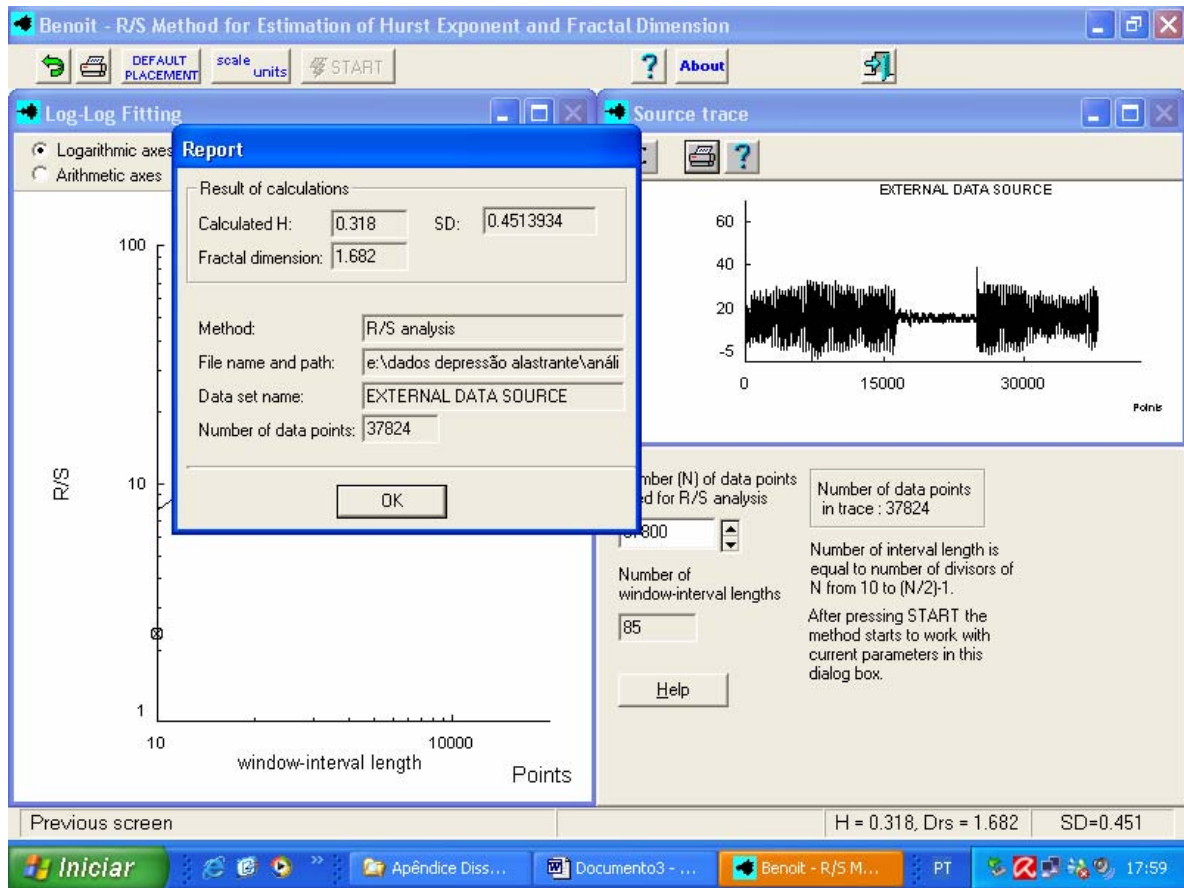 Benoit - R/S Method for Estimation of Hurst Exponent and Fractal Dimension
DEFAULT PLACEMENT
scale units
START
?
About
Log-Log Fitting
Logarithmic axes
Arithmetic axes
100
R/S
10
1
10
10000
window-interval length
Points
Report
Result of calculations
Calculated H: 0.318 SD: 0.4513934
Fractal dimension: 1.682
Method: R/S analysis
File name and path: e:\dados depressão alastrante\análi
Data set name: EXTERNAL DATA SOURCE
Number of data points: 37824
OK
Source trace
?
EXTERNAL DATA SOURCE
60
40
20
-5
0 15000 30000
Points
(N) of data points
for R/S analysis
Number of
window-interval lengths
85
Help
Number of data points
in trace : 37824
Number of interval length is
equal to number of divisors of
N from 10 to (N/2)-1.
After pressing START the
method starts to work with
current parameters in this
dialog box.
Previous screen
H = 0.318, Drs = 1.682
SD=0.451
Iniciar
»
Apêndice Diss...
Documento3 - ...
Benoit - R/S M...
PT
17:59